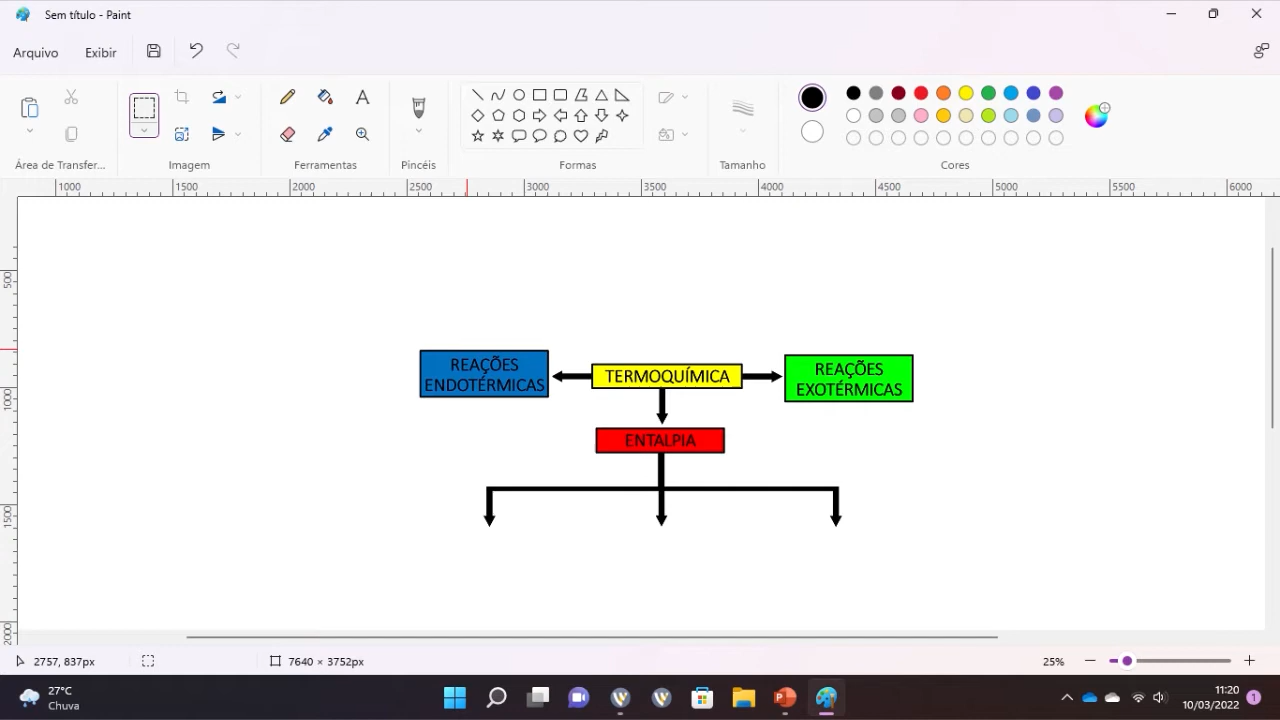 Sem título - Paint
Arquivo Exibir
Área de Transfer... Imagem Ferramentas Pincéis Formas Tamanho Cores
1000 1500 2000 2500 3000 3500 4000 4500 5000 5500 6000
500
1000
1500
2000
REAÇÕES
ENDOTÉRMICAS
TERMOQUÍMICA
REAÇÕES
EXOTÉRMICAS
ENTALPIA
2757, 837px 7640 × 3752px 25%
27°C
Chuva
11:20
10/03/2022
1